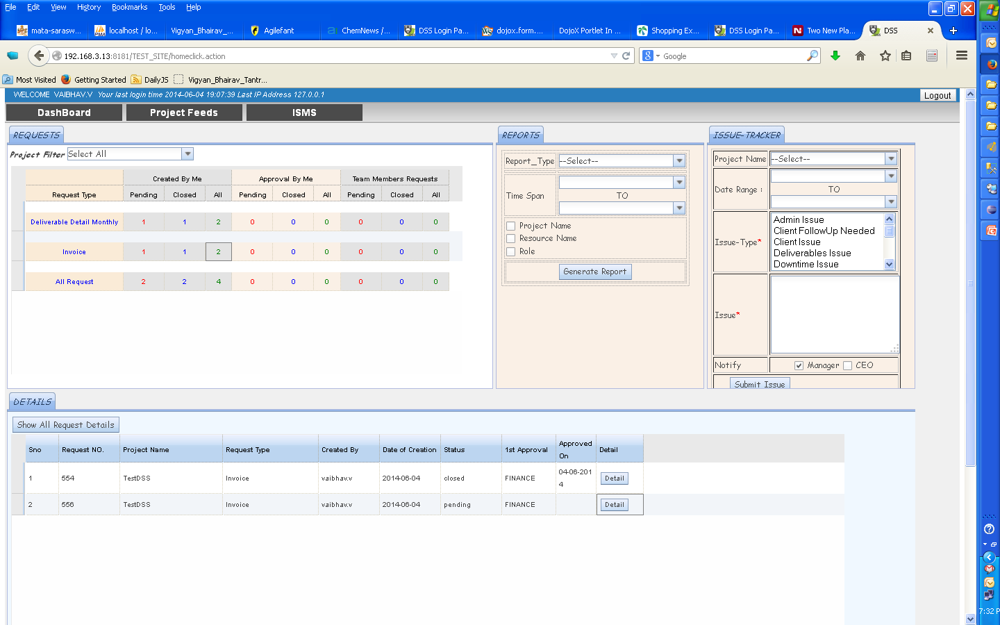 File Edit View History Bookmarks Tools Help
mata-sarasw... localhost / lo... Vigyan_Bhairav_... Agilefant ChemNews /... DSS Login Pa... dojox.form.... DojoX Portlet In ... Shopping Ex... DSS Login Pa... Two New Pla... DSS
192.168.3.13:8181/TEST_SITE/homeclick.action Google
Most Visited Getting Started DailyJS Vigyan_Bhairav_Tantr...
WELCOME VAIBHAV.V Your last login time 2014-06-04 19:07:39 Last IP Address 127.0.0.1 Logout
DashBoard Project Feeds ISMS
REQUESTS
Project Filter Select All
Created By Me Approval By Me Team Members Requests
Request Type Pending Closed All Pending Closed All Pending Closed All
Deliverable Detail Monthly 1 1 2 0 0 0 0 0 0
Invoice 1 1 2 0 0 0 0 0 0
All Request 2 2 4 0 0 0 0 0 0
REPORTS
Report_Type --Select--
Time Span TO
Project Name
Resource Name
Role
Generate Report
ISSUE-TRACKER
Project Name --Select--
Date Range : TO
Issue-Type*
Admin Issue
Client FollowUp Needed
Client Issue
Deliverables Issue
Downtime Issue
Issue*
Notify Manager CEO
Submit Issue
DETAILS
Show All Request Details
Sno Request NO. Project Name Request Type Created By Date of Creation Status 1st Approval Approved On Detail
1 554 TestDSS Invoice vaibhav.v 2014-06-04 closed FINANCE 04-06-2014 Detail
2 556 TestDSS Invoice vaibhav.v 2014-06-04 pending FINANCE Detail
7:32 P